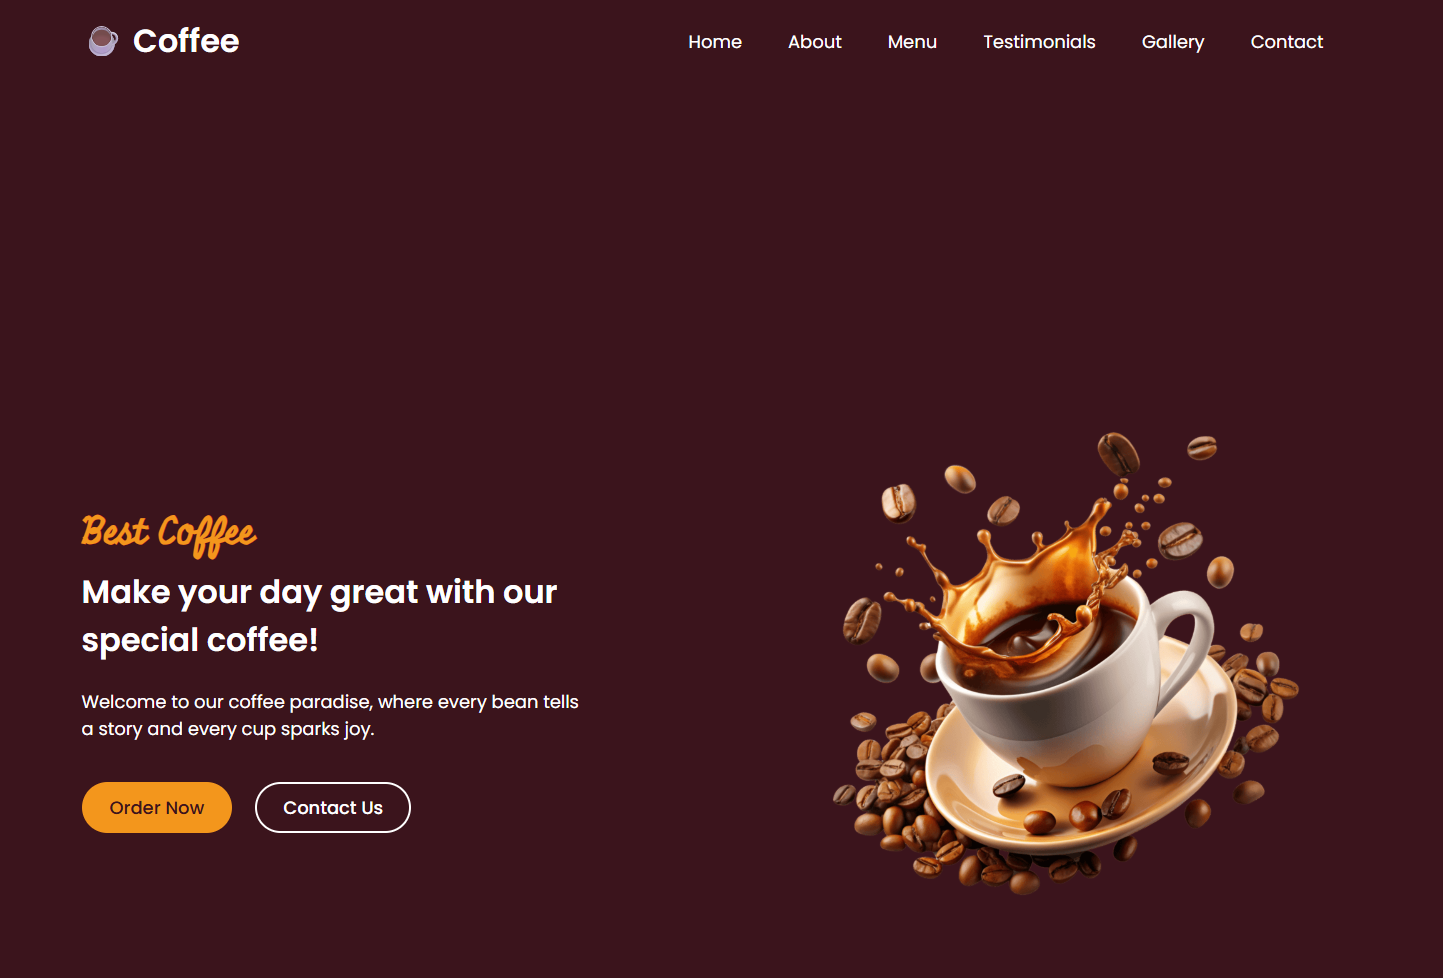 Coffee
Home About Menu Testimonials Gallery Contact
Best Coffee
Make your day great with our
special coffee!
Welcome to our coffee paradise, where every bean tells
a story and every cup sparks joy.
Order Now
Contact Us